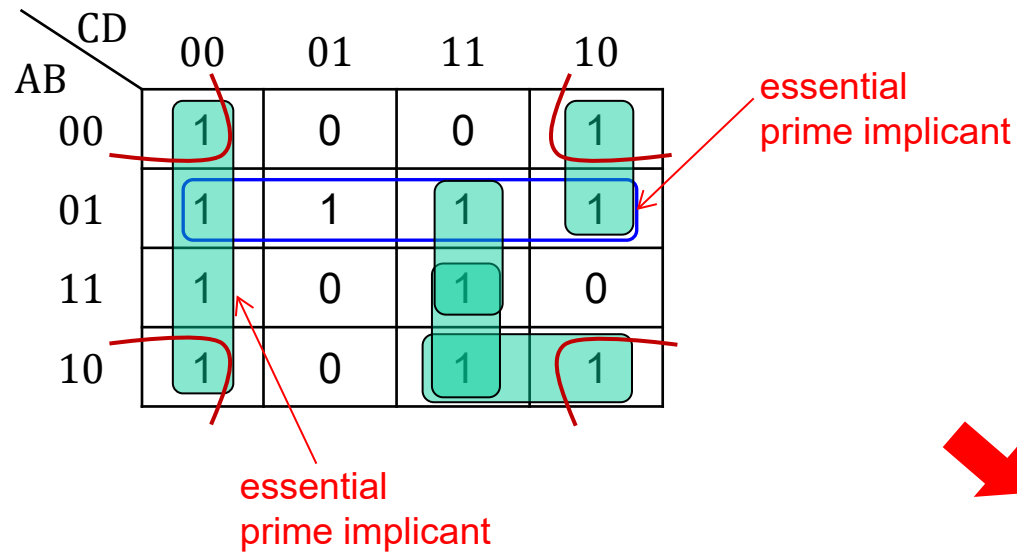 CD
AB
00 01 11 10
00 1 0 0 1
01 1 1 1 1
11 1 0 1 0
10 1 0 1 1
essential
prime implicant
essential
prime implicant